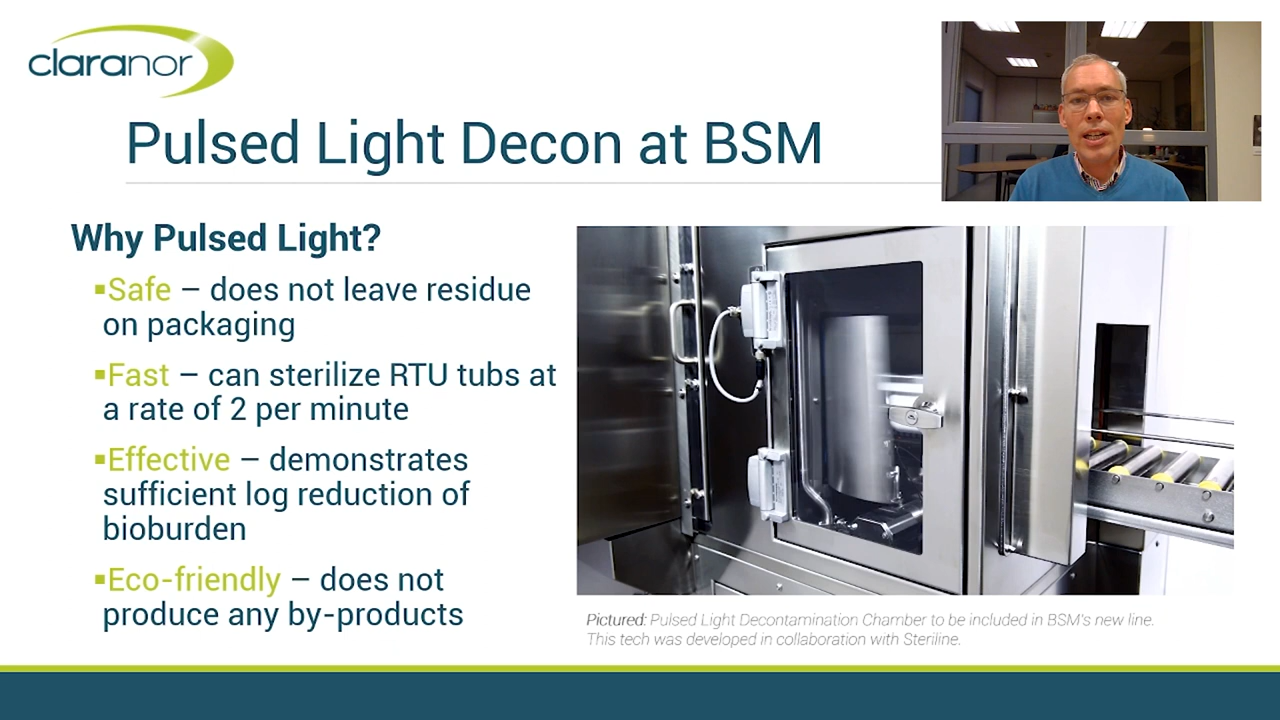 claranor
Pulsed Light Decon at BSM
Why Pulsed Light?
▪Safe – does not leave residue
on packaging
▪Fast – can sterilize RTU tubs at
a rate of 2 per minute
▪Effective – demonstrates
sufficient log reduction of
bioburden
▪Eco-friendly – does not
produce any by-products
Pictured: Pulsed Light Decontamination Chamber to be included in BSM's new line.
This tech was developed in collaboration with Steriline.